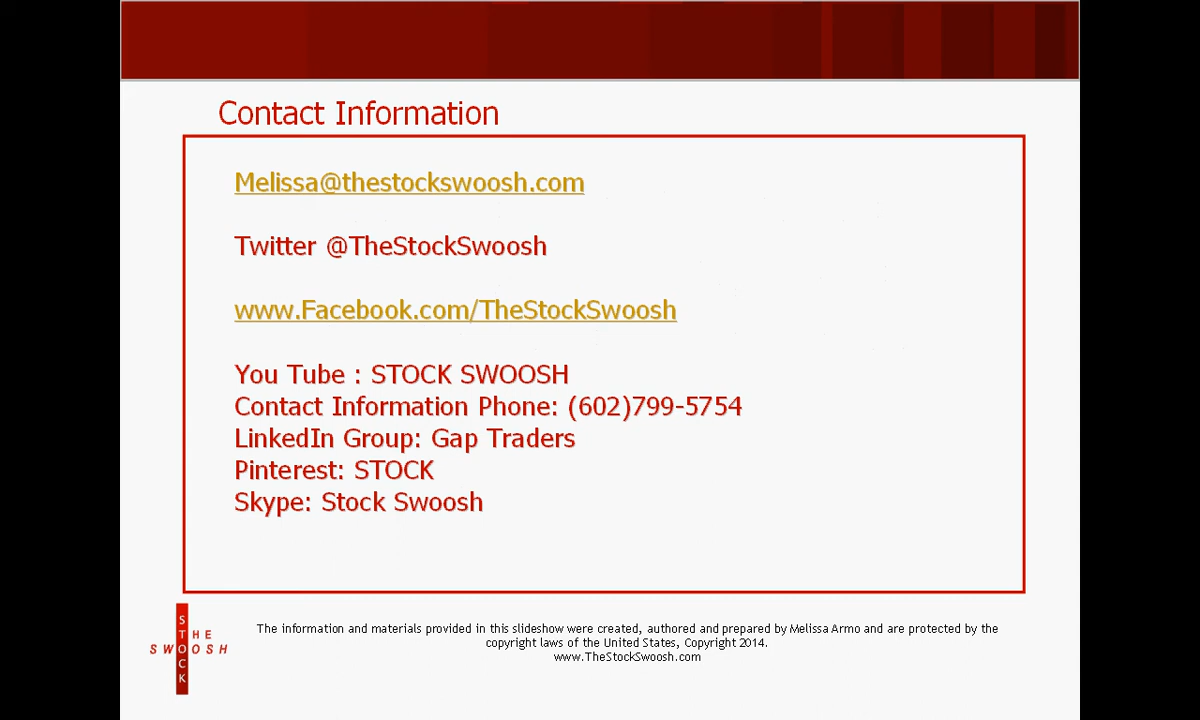 Contact Information
Melissa@thestockswoosh.com
Twitter @TheStockSwoosh
www.Facebook.com/TheStockSwoosh
You Tube : STOCK SWOOSH
Contact Information Phone: (602)799-5754
LinkedIn Group: Gap Traders
Pinterest: STOCK
Skype: Stock Swoosh
THE
STOCK
SWOOSH
The information and materials provided in this slideshow were created, authored and prepared by Melissa Armo and are protected by the
copyright laws of the United States, Copyright 2014.
www.TheStockSwoosh.com